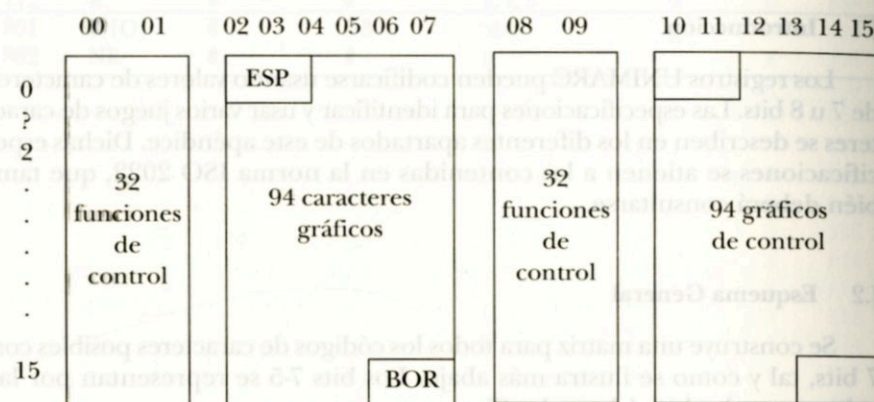 00 01 02 03 04 05 06 07 08 09 10 11 12 13 14 15
0 ESP
?
2
32 funciones de control
94 caracteres gráficos
32 funciones de control
94 gráficos de control
.
.
.
.
15 BOR